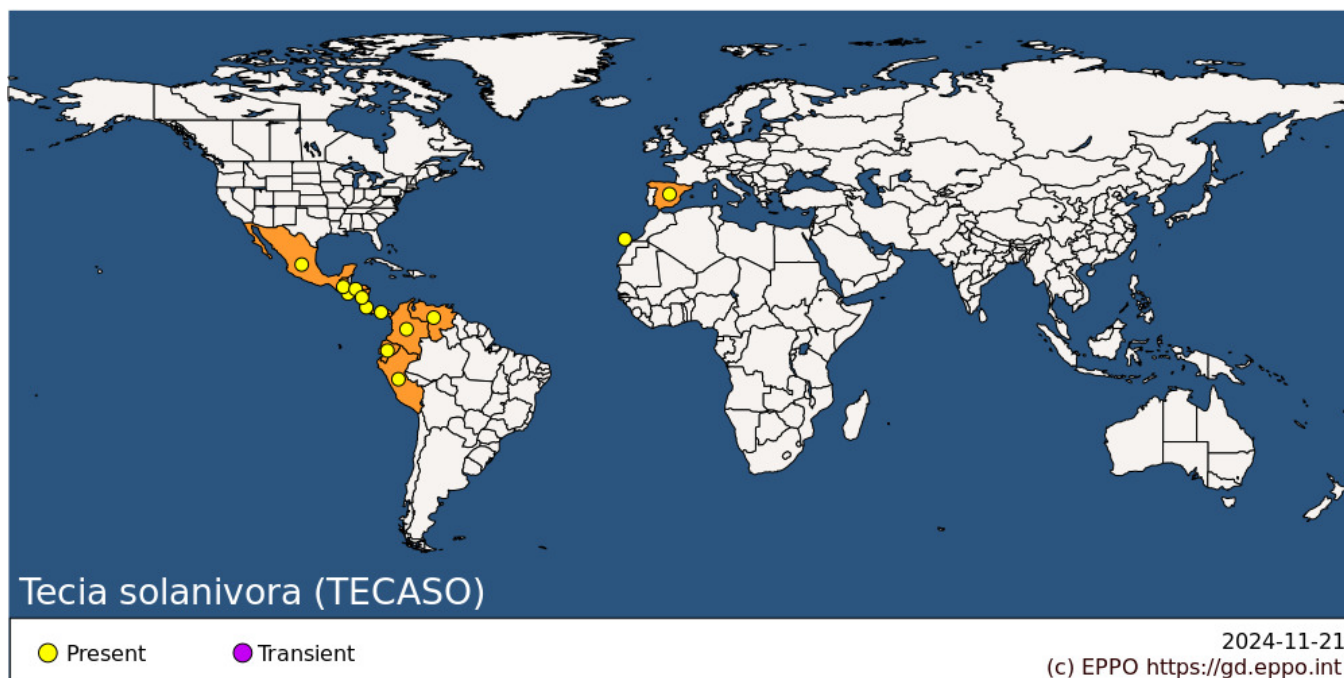 Tecia solanivora (TECASO)
Present
Transient
2024-11-21
(c) EPPO https://gd.eppo.int